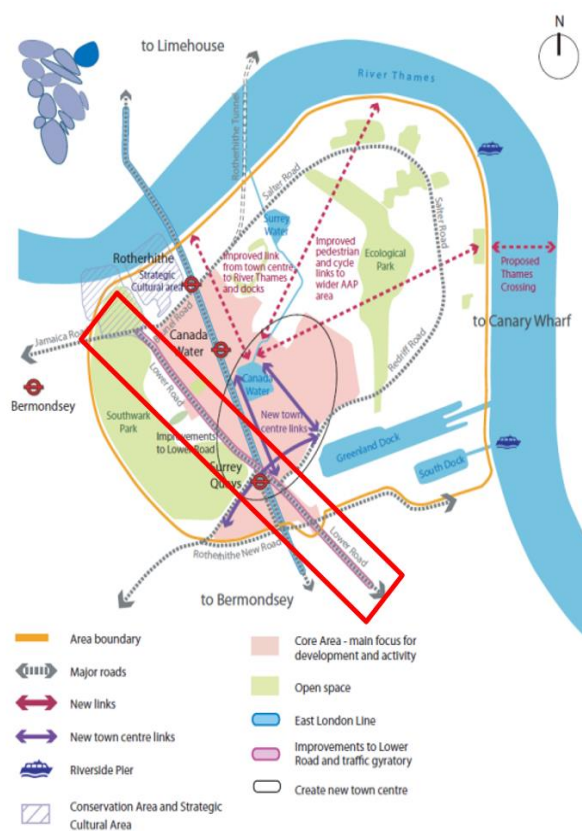 to Limehouse
N
River Thames
Rotherhithe Tunnel
Salter Road
Surrey
Water
Salter Road
Rotherhithe
Strategic
Cultural area
Improved link
from town centre
to River Thames
and docks
Improved
pedestrian
and cycle
links to
wider AAP
area
Ecological
Park
Proposed
Thames
Crossing
to Canary Wharf
Jamaica Road
Road
Canada
Water
Bermondsey
Lower Road
Redriff Road
Canada
Water
Southwark
Park
Improvements
to Lower Road
New town
centre links
Surrey
Quays
Greenland Dock
South Dock
Lower Road
Rotherhithe New Road
to Bermondsey
Area boundary
Major roads
New links
New town centre links
Riverside Pier
Conservation Area and Strategic
Cultural Area
Core Area - main focus for
development and activity
Open space
East London Line
Improvements to Lower
Road and traffic gyratory
Create new town centre